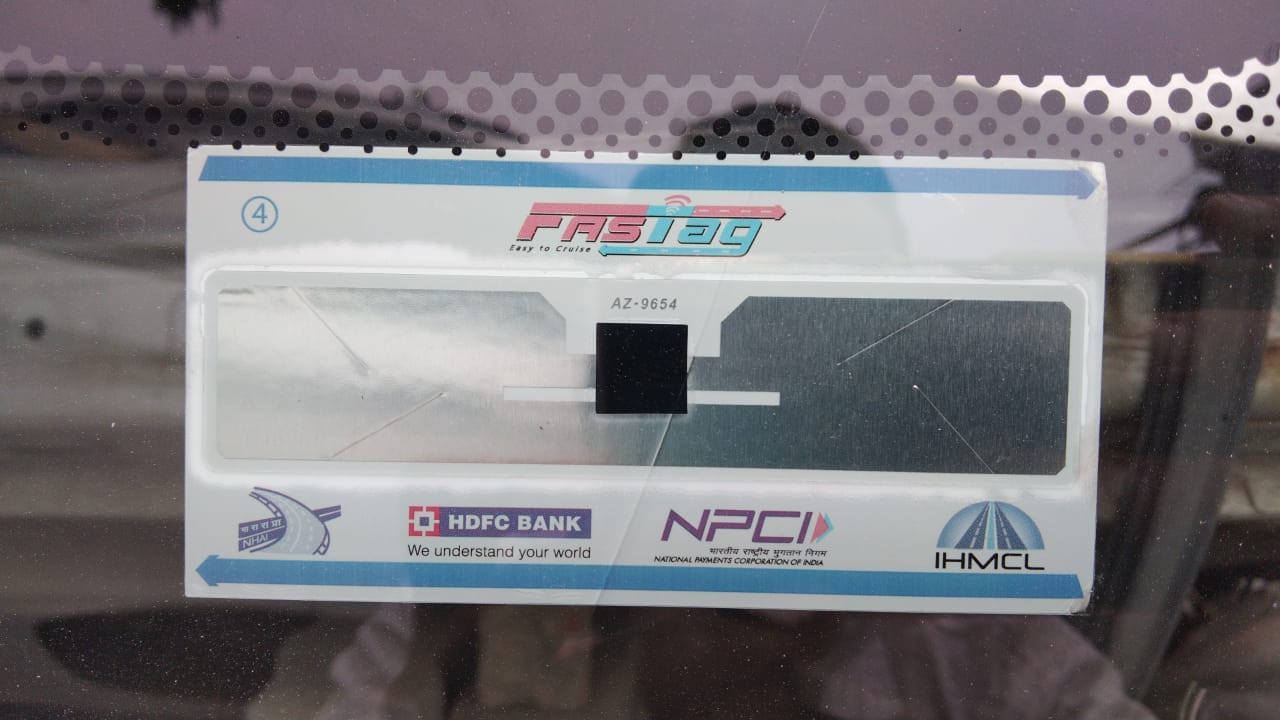 ④
FASTag
Easy to Cruise
AZ-9654
भा रा रा प्रा
NHAI
HDFC BANK
We understand your world
NPCI
भारतीय राष्ट्रीय भुगतान निगम
NATIONAL PAYMENTS CORPORATION OF INDIA
IHMCL